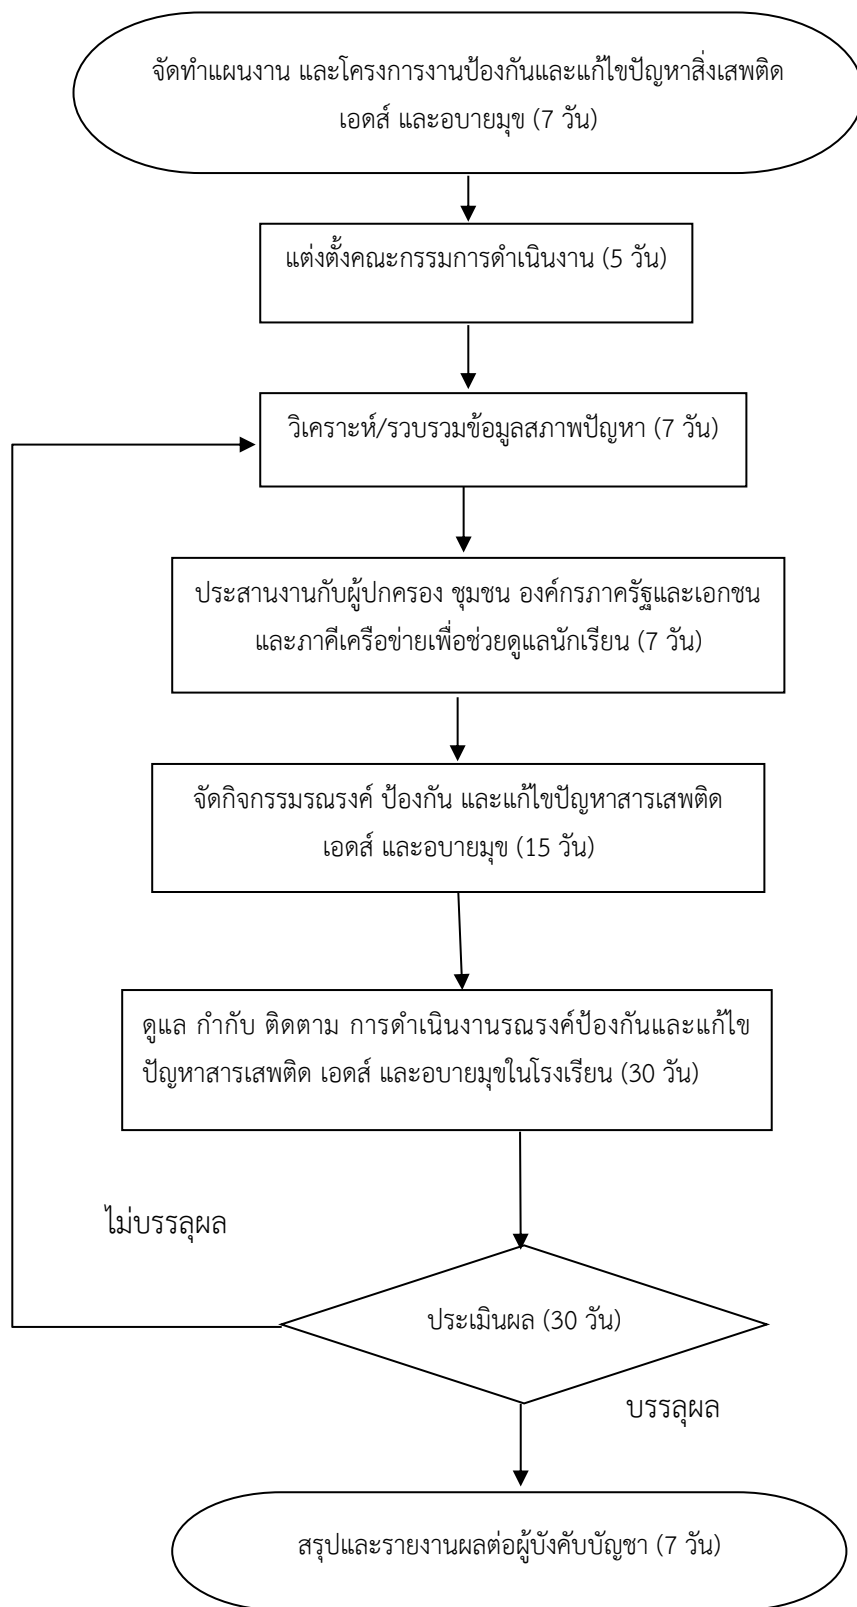 จัดทำแผนงาน และโครงการงานป้องกันและแก้ไขปัญหาสิ่งเสพติด
เอดส์ และอบายมุข (7 วัน)
แต่งตั้งคณะกรรมการดำเนินงาน (5 วัน)
วิเคราะห์/รวบรวมข้อมูลสภาพปัญหา (7 วัน)
ประสานงานกับผู้ปกครอง ชุมชน องค์กรภาครัฐและเอกชน
และภาคีเครือข่ายเพื่อช่วยดูแลนักเรียน (7 วัน)
จัดกิจกรรมรณรงค์ ป้องกัน และแก้ไขปัญหาสารเสพติด
เอดส์ และอบายมุข (15 วัน)
ดูแล กำกับ ติดตาม การดำเนินงานรณรงค์ป้องกันและแก้ไข
ปัญหาสารเสพติด เอดส์ และอบายมุขในโรงเรียน (30 วัน)
ไม่บรรลุผล
ประเมินผล (30 วัน)
บรรลุผล
สรุปและรายงานผลต่อผู้บังคับบัญชา (7 วัน)